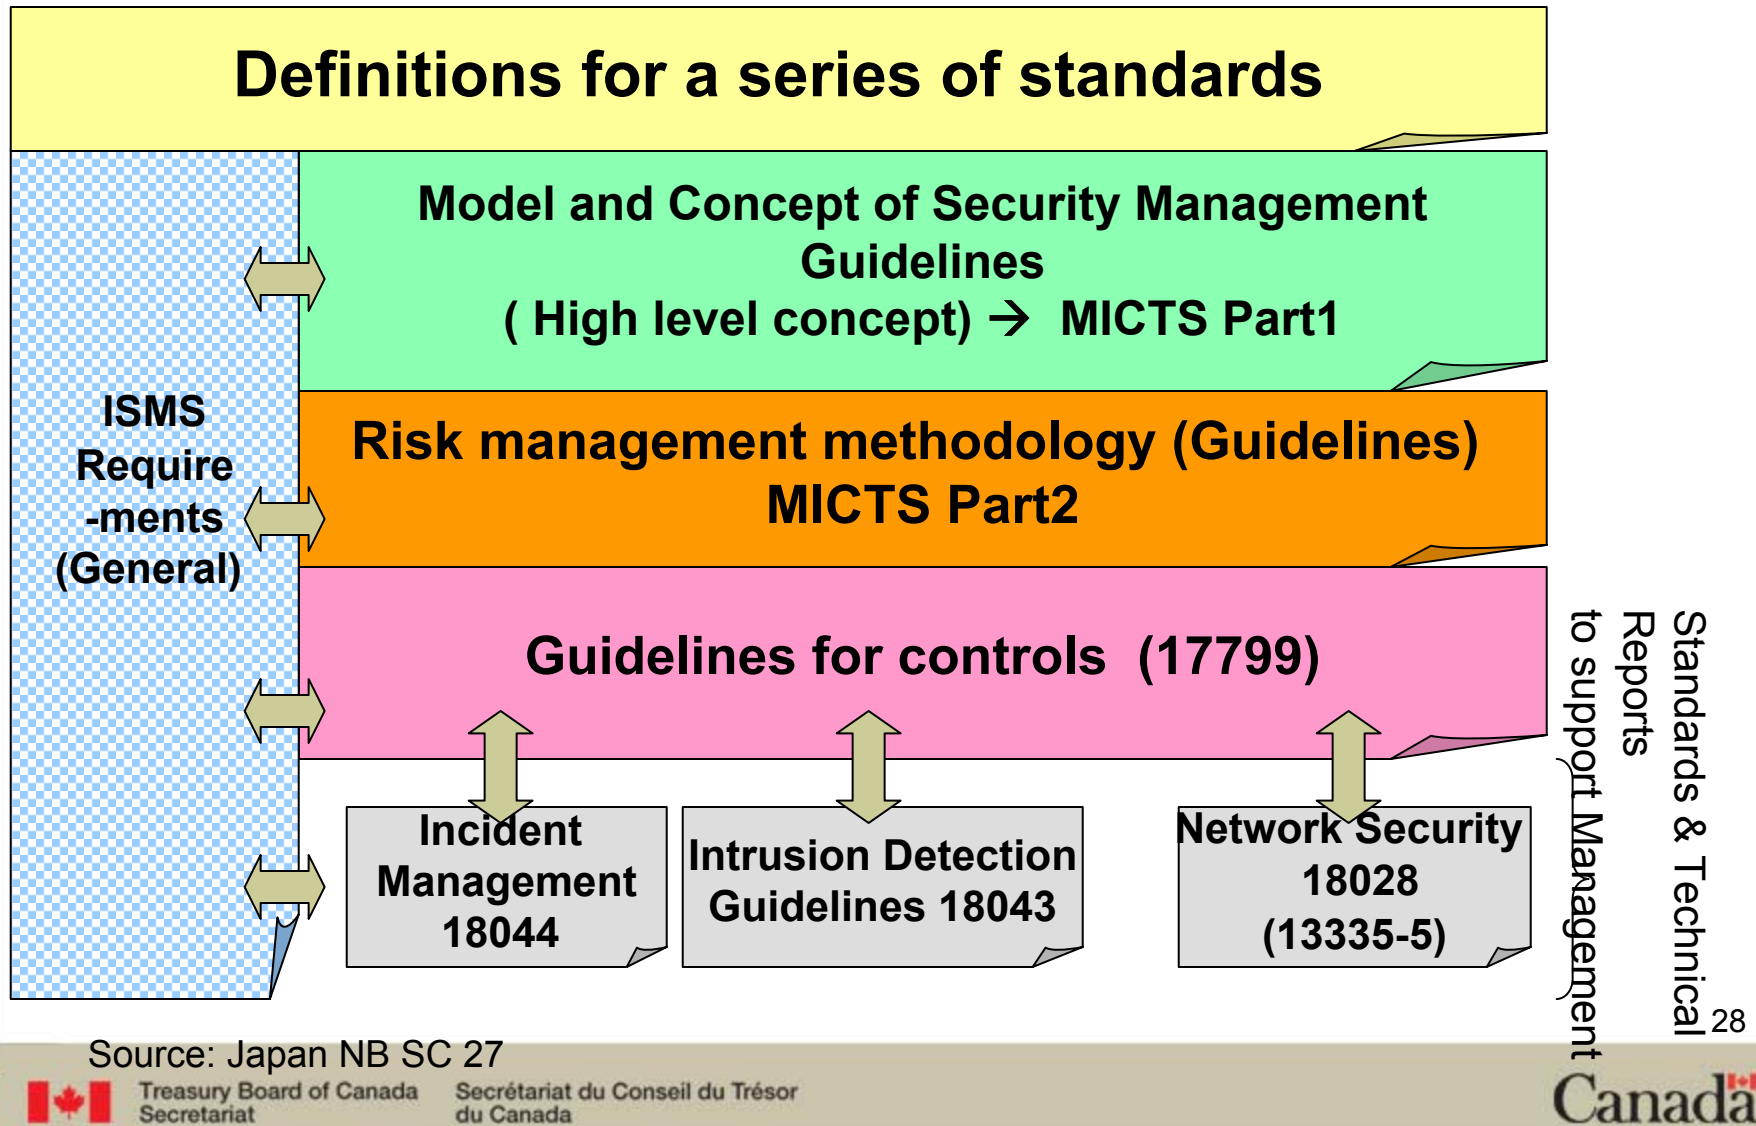 Definitions for a series of standards
Model and Concept of Security Management
Guidelines
( High level concept) → MICTS Part1
ISMS
Require
-ments
(General)
Risk management methodology (Guidelines)
MICTS Part2
Guidelines for controls (17799)
Incident
Management
18044
Intrusion Detection
Guidelines 18043
Network Security
18028
(13335-5)
Standards & Technical
Reports
to support Management
28
Source: Japan NB SC 27
Treasury Board of Canada
Secretariat
Secrétariat du Conseil du Trésor
du Canada
Canada